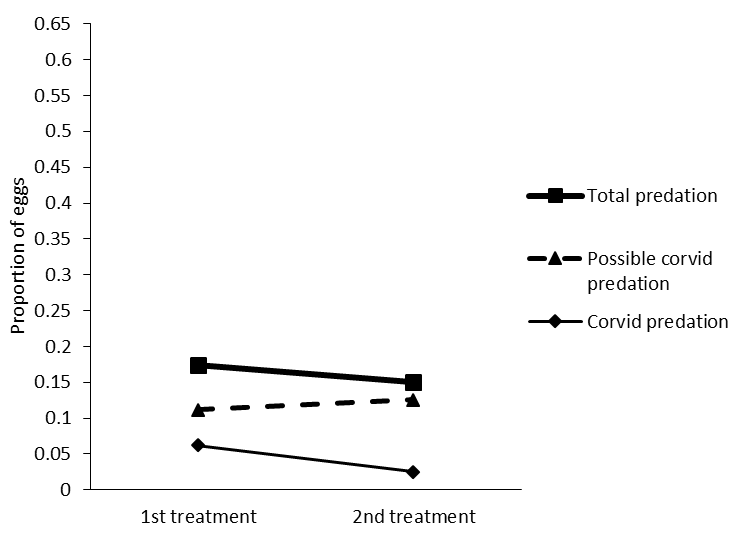 0.65
0.6
0.55
0.5
0.45
0.4
0.35
0.3
0.25
0.2
0.15
0.1
0.05
0
Proportion of eggs
1st treatment
2nd treatment
Total predation
Possible corvid
predation
Corvid predation